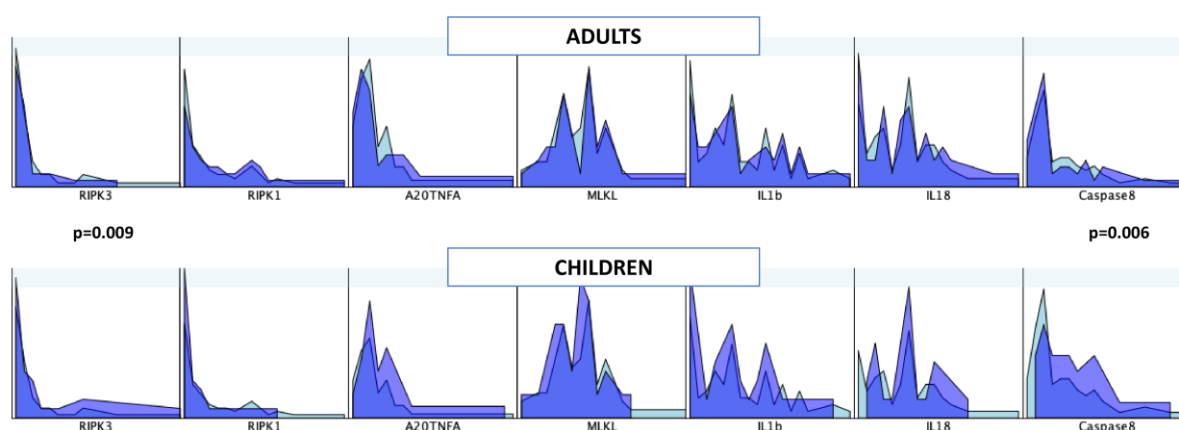 ADULTS
RIPK3 RIPK1 A20TNFA MLKL IL1b IL18 Caspase8
p=0.009 p=0.006
CHILDREN
RIPK3 RIPK1 A20TNFA MLKL IL1b IL18 Caspase8